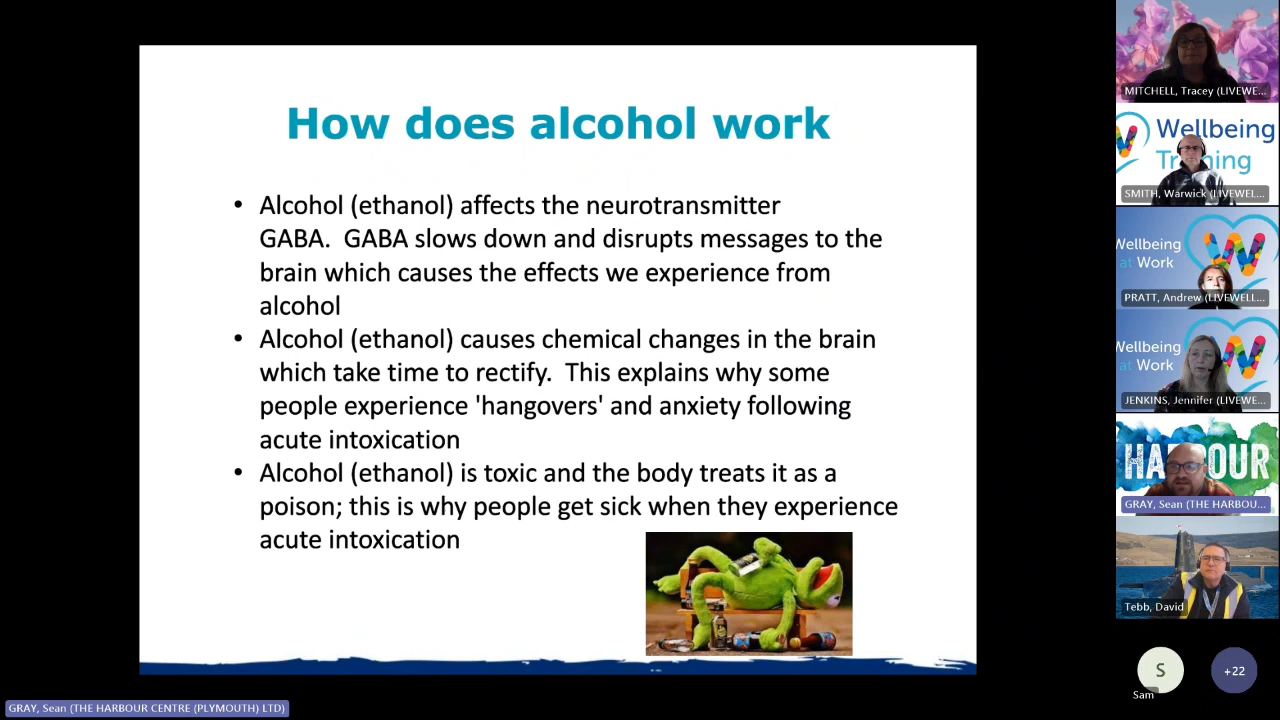 How does alcohol work
• Alcohol (ethanol) affects the neurotransmitter
GABA.  GABA slows down and disrupts messages to the
brain which causes the effects we experience from
alcohol
• Alcohol (ethanol) causes chemical changes in the brain
which take time to rectify.  This explains why some
people experience 'hangovers' and anxiety following
acute intoxication
• Alcohol (ethanol) is toxic and the body treats it as a
poison; this is why people get sick when they experience
acute intoxication
MITCHELL, Tracey (LIVEWE...
Wellbeing
SMITH, Warwick (LIVEWEL...
Wellbeing
at Work
PRATT, Andrew (LIVEWELL...
Wellbeing
at Work
JENKINS, Jennifer (LIVEWE...
GRAY, Sean (THE HARBOU...
Tebb, David
S
+22
Sam
GRAY, Sean (THE HARBOUR CENTRE (PLYMOUTH) LTD)